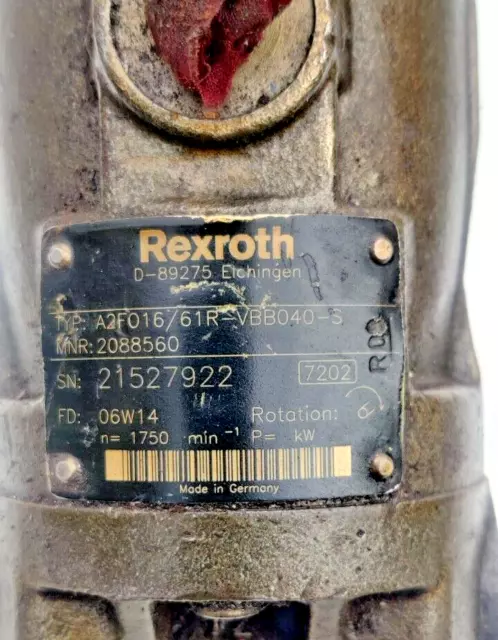 Rexroth
D-89275 Elchingen
TYP: A2FO16/61R-VBB040-S
MNR: 2088560
SN: 21527922 7202
FD: 06W14 Rotation:
n= 1750 min⁻¹ P= kW
Made in Germany